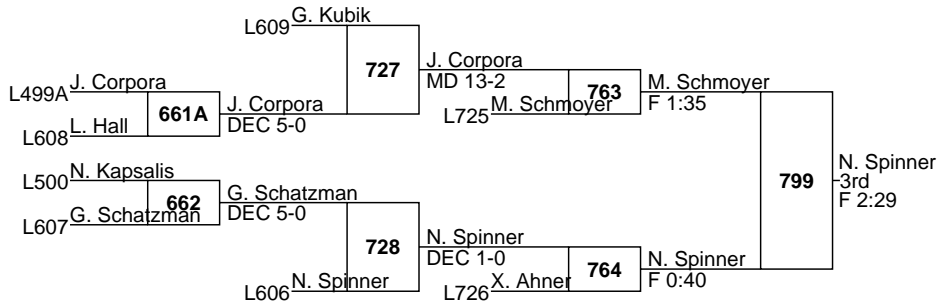 L609 G. Kubik
727
J. Corpora
MD 13-2
L499A J. Corpora
661A
J. Corpora
DEC 5-0
L608 L. Hall
763
M. Schmoyer
F 1:35
L725 M. Schmoyer
L500 N. Kapsalis
662
G. Schatzman
DEC 5-0
L607 G. Schatzman
799
N. Spinner
3rd
F 2:29
728
N. Spinner
DEC 1-0
L606 N. Spinner
764
N. Spinner
F 0:40
L726 X. Ahner